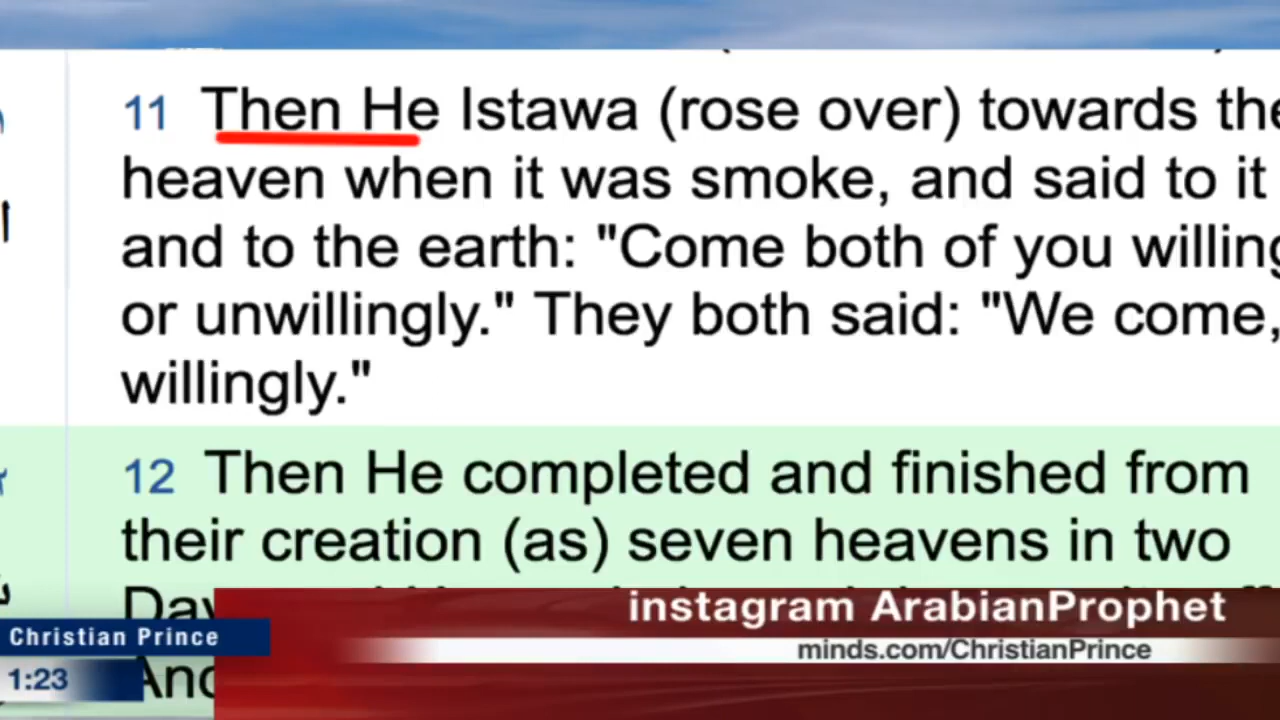 11 Then He Istawa (rose over) towards the
heaven when it was smoke, and said to it
and to the earth: "Come both of you willing
or unwillingly." They both said: "We come,
willingly."
12 Then He completed and finished from
their creation (as) seven heavens in two
instagram ArabianProphet
Christian Prince
minds.com/ChristianPrince
1:23